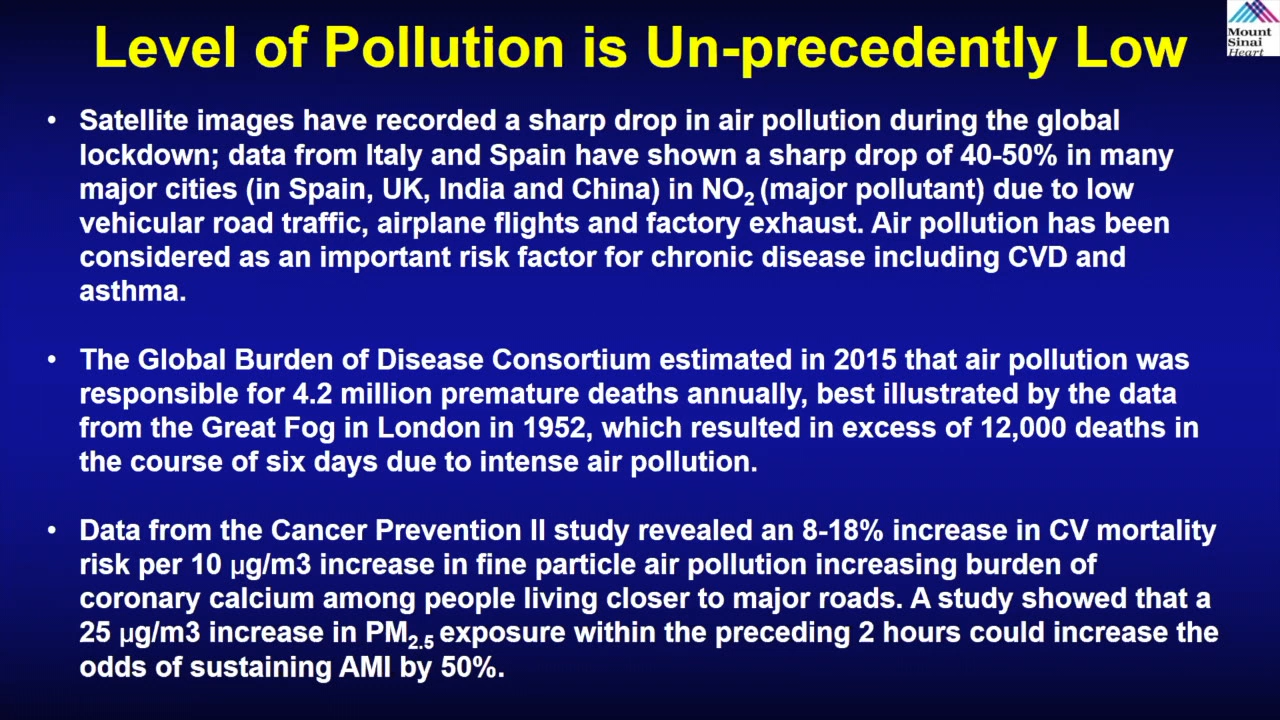 Level of Pollution is Un-precedently Low
Mount
Sinai
Heart
• Satellite images have recorded a sharp drop in air pollution during the global
lockdown; data from Italy and Spain have shown a sharp drop of 40-50% in many
major cities (in Spain, UK, India and China) in NO₂ (major pollutant) due to low
vehicular road traffic, airplane flights and factory exhaust. Air pollution has been
considered as an important risk factor for chronic disease including CVD and
asthma.
• The Global Burden of Disease Consortium estimated in 2015 that air pollution was
responsible for 4.2 million premature deaths annually, best illustrated by the data
from the Great Fog in London in 1952, which resulted in excess of 12,000 deaths in
the course of six days due to intense air pollution.
• Data from the Cancer Prevention II study revealed an 8-18% increase in CV mortality
risk per 10 µg/m3 increase in fine particle air pollution increasing burden of
coronary calcium among people living closer to major roads. A study showed that a
25 µg/m3 increase in PM₂.₅ exposure within the preceding 2 hours could increase the
odds of sustaining AMI by 50%.